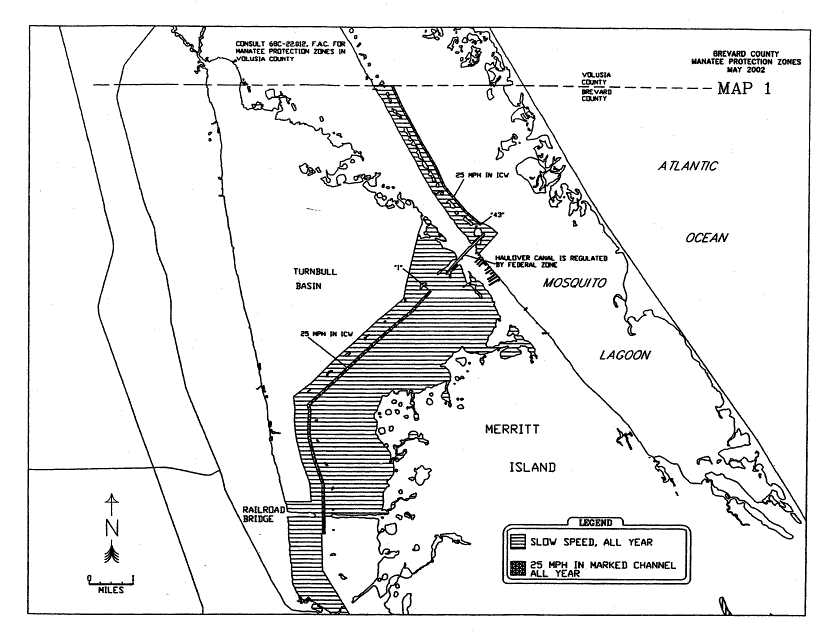 CONSULT 68C-22.012, F.A.C. FOR
MANATEE PROTECTION ZONES IN
VOLUSIA COUNTY
BREVARD COUNTY
MANATEE PROTECTION ZONES
MAY 2002
VOLUSIA
COUNTY
BREVARD
COUNTY
MAP 1
ATLANTIC
OCEAN
25 MPH IN ICW
"43"
HAULOVER CANAL IS REGULATED
BY FEDERAL ZONE
"1"
TURNBULL
BASIN
MOSQUITO
LAGOON
25 MPH IN ICW
MERRITT
ISLAND
RAILROAD
BRIDGE
N
MILES
LEGEND
SLOW SPEED, ALL YEAR
25 MPH IN MARKED CHANNEL
ALL YEAR